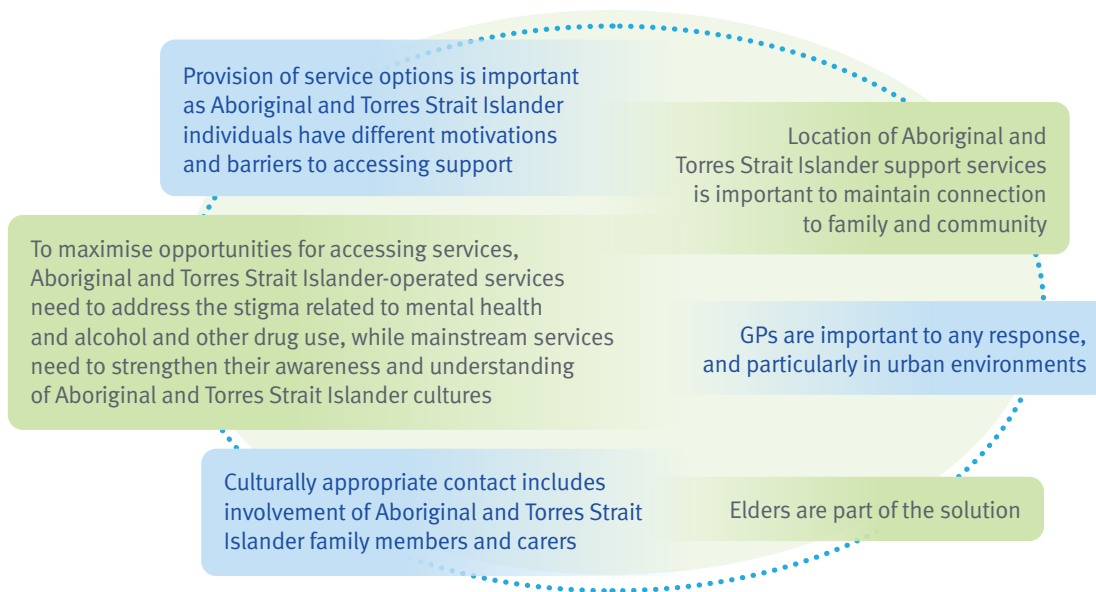 Provision of service options is important
as Aboriginal and Torres Strait Islander
individuals have different motivations
and barriers to accessing support
Location of Aboriginal and
Torres Strait Islander support services
is important to maintain connection
to family and community
To maximise opportunities for accessing services,
Aboriginal and Torres Strait Islander-operated services
need to address the stigma related to mental health
and alcohol and other drug use, while mainstream services
need to strengthen their awareness and understanding
of Aboriginal and Torres Strait Islander cultures
GPs are important to any response,
and particularly in urban environments
Culturally appropriate contact includes
involvement of Aboriginal and Torres Strait
Islander family members and carers
Elders are part of the solution